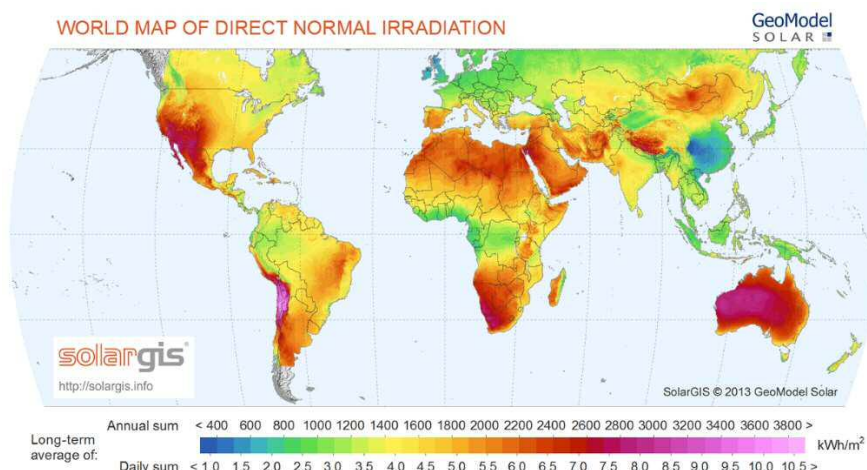 WORLD MAP OF DIRECT NORMAL IRRADIATION
GeoModel
SOLAR
solargis
http://solargis.info
SolarGIS © 2013 GeoModel Solar
Annual sum < 400 600 800 1000 1200 1400 1600 1800 2000 2200 2400 2600 2800 3000 3200 3400 3600 3800 >
Long-term
average of:
kWh/m²
Daily sum < 1.0 1.5 2.0 2.5 3.0 3.5 4.0 4.5 5.0 5.5 6.0 6.5 7.0 7.5 8.0 8.5 9.0 9.5 10.0 10.5 >